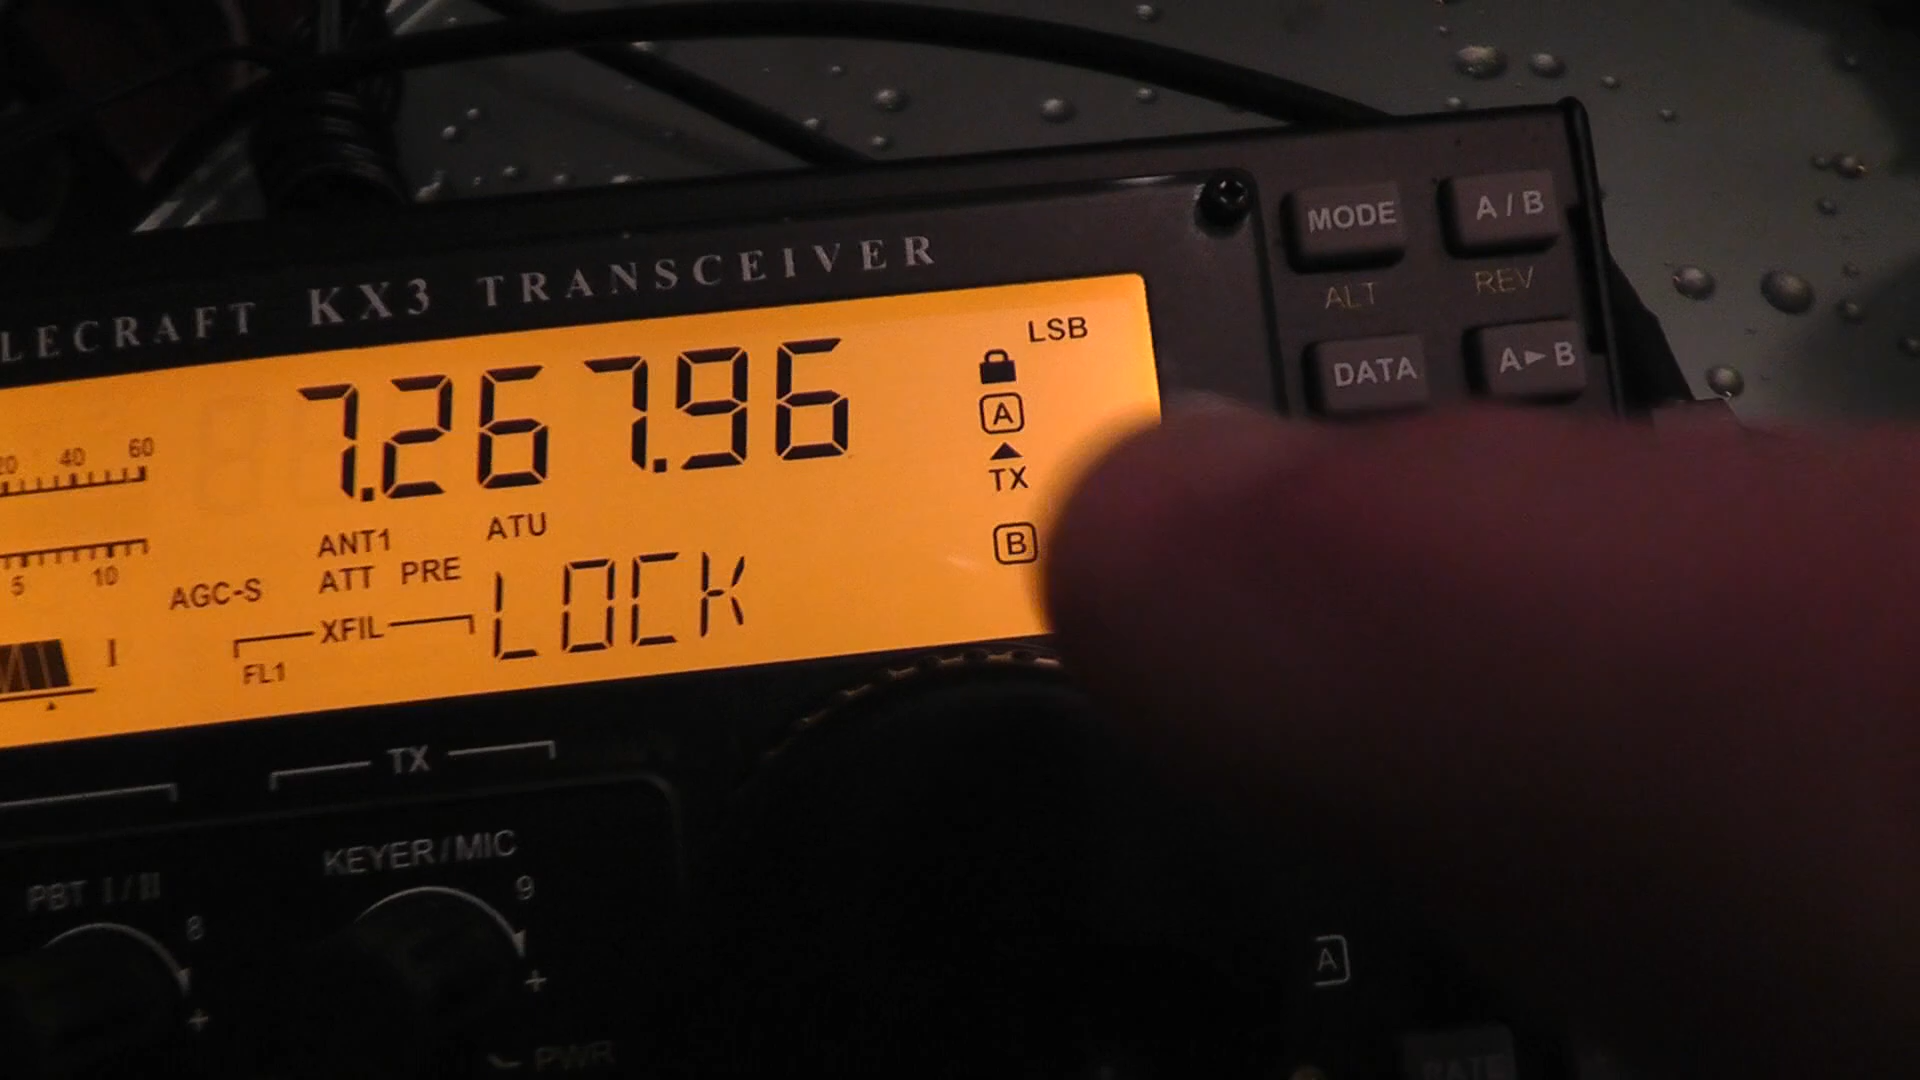 LECRAFT KX3 TRANSCEIVER
MODE A / B
ALT REV
DATA A►B
LSB
7.267.96
A
TX
B
20 40 60
5 10
ANT1 ATU
AGC-S ATT PRE
XFIL
FL1
I
LOCK
TX
KEYER/MIC
PBT I/II
8 9
+ +
PWR
A